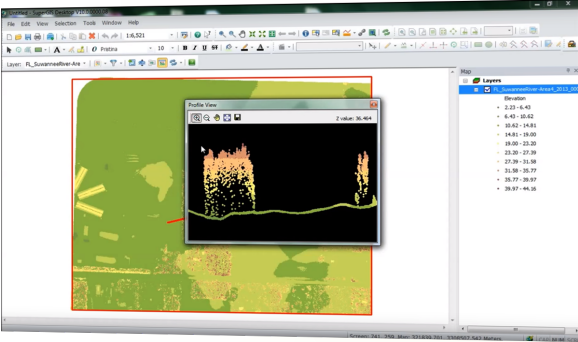 File Edit View Selection Tools Window Help
1:6,521
Pristina 10 B I U
Layer: FL_SuwanneeRiver-Are
Profile View
Z value: 36.464
Map
Layers
FL_SuwanneeRiver-Area4_2013_000
Elevation
2.23 - 6.43
6.43 - 10.62
10.62 - 14.81
14.81 - 19.00
19.00 - 23.20
23.20 - 27.39
27.39 - 31.58
31.58 - 35.77
35.77 - 39.97
39.97 - 44.16